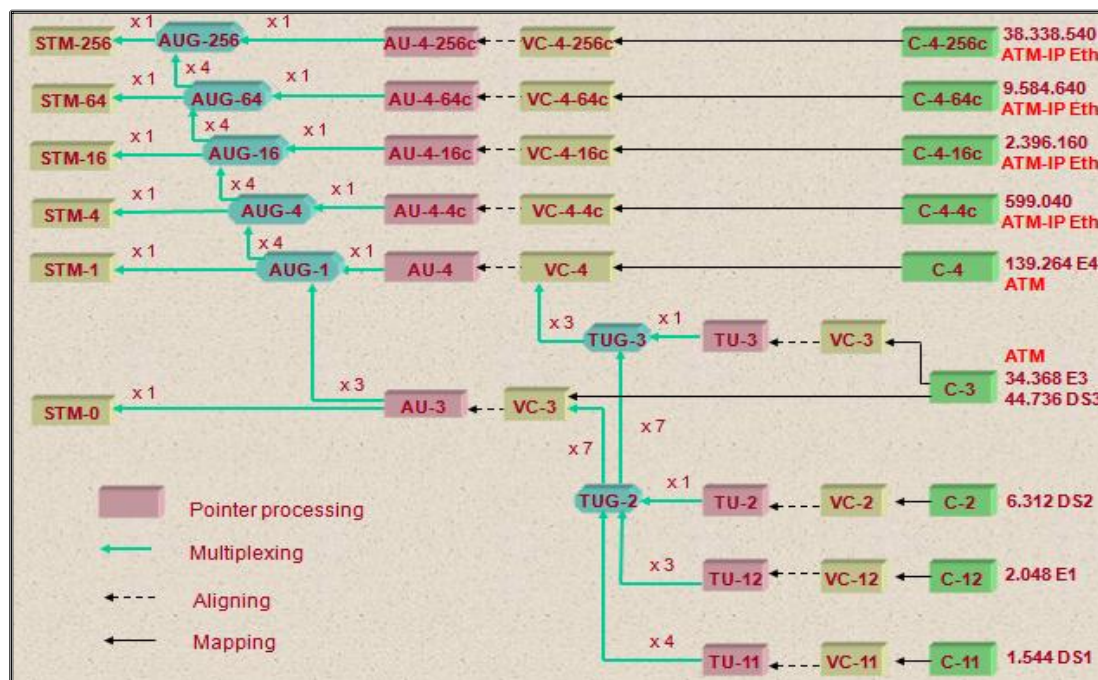 x 1 x 1
STM-256 AUG-256 AU-4-256c VC-4-256c C-4-256c 38.338.540
ATM-IP Eth
x 4
x 1 x 1
STM-64 AUG-64 AU-4-64c VC-4-64c C-4-64c 9.584.640
ATM-IP Eth
x 4
x 1 x 1
STM-16 AUG-16 AU-4-16c VC-4-16c C-4-16c 2.396.160
ATM-IP Eth
x 4
x 1 x 1
STM-4 AUG-4 AU-4-4c VC-4-4c C-4-4c 599.040
ATM-IP Eth
x 4
x 1 x 1
STM-1 AUG-1 AU-4 VC-4 C-4 139.264 E4
ATM
x 3 x 1
TUG-3 TU-3 VC-3
ATM
34.368 E3
x 1 x 3 C-3
44.736 DS3
STM-0 AU-3 VC-3
x 7 x 7
x 1
TUG-2 TU-2 VC-2 C-2 6.312 DS2
Pointer processing
Multiplexing
x 3
TU-12 VC-12 C-12 2.048 E1
Aligning
Mapping
x 4
TU-11 VC-11 C-11 1.544 DS1